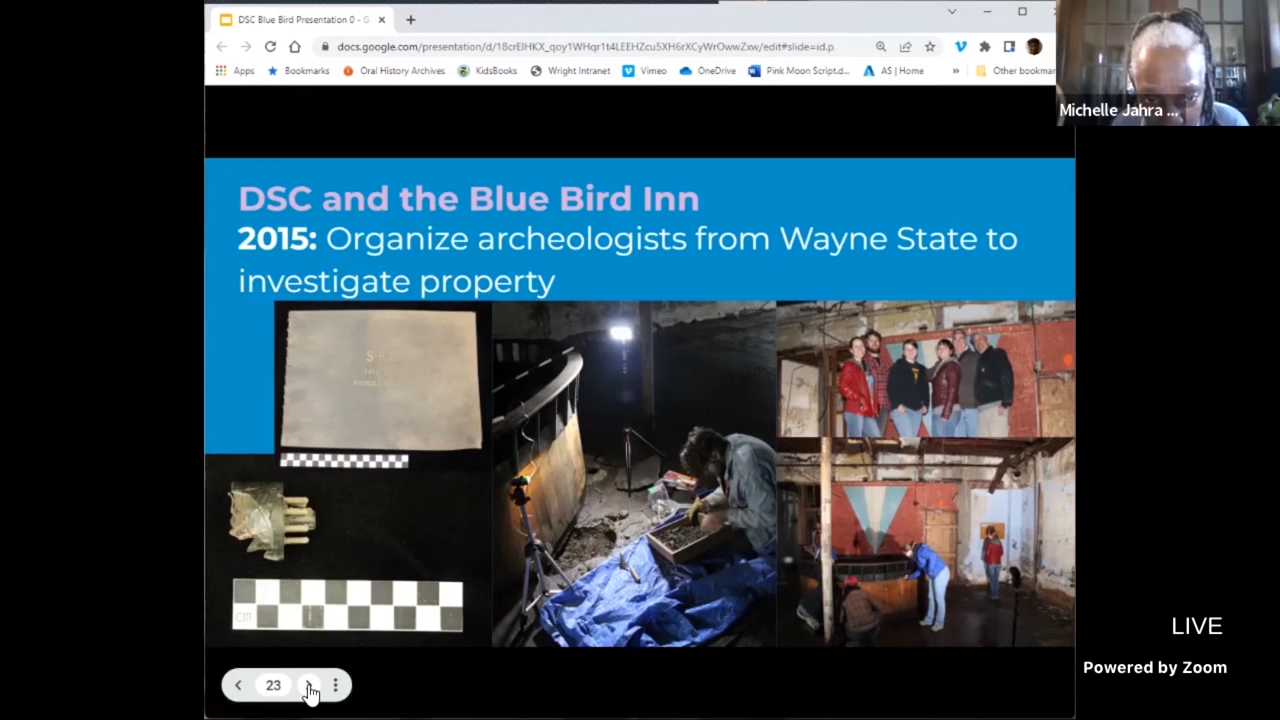 DSC Blue Bird Presentation 0 - G
docs.google.com/presentation/d/18crEIHKX_qoy1WHqr1t4LEEHZcu5XH6rXCyWrOwwZxw/edit#slide=id.p
Apps Bookmarks Oral History Archives KidsBooks Wright Intranet Vimeo OneDrive Pink Moon Script.d... AS | Home » Other bookmar
Michelle Jahra ...
DSC and the Blue Bird Inn
2015: Organize archeologists from Wayne State to
investigate property
CM
23
LIVE
Powered by Zoom